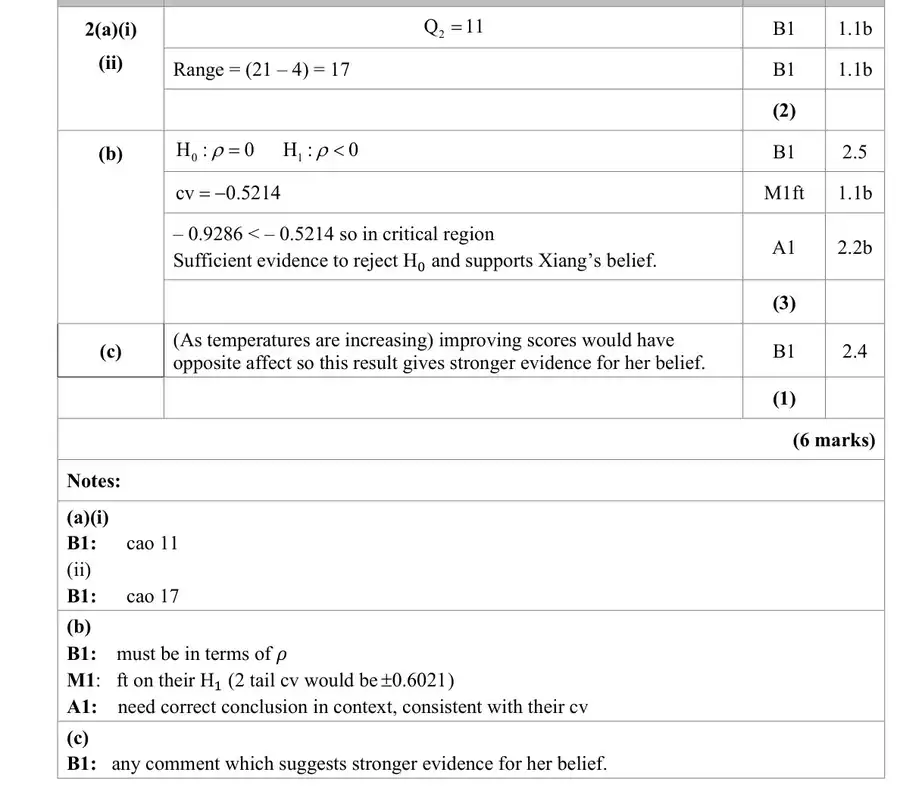 2(a)(i) Q₂ = 11 B1 1.1b
(ii) Range = (21 – 4) = 17 B1 1.1b
(2)
(b) H₀ : ρ = 0 H₁ : ρ < 0 B1 2.5
cv = −0.5214 M1ft 1.1b
– 0.9286 < – 0.5214 so in critical region
Sufficient evidence to reject H₀ and supports Xiang’s belief. A1 2.2b
(3)
(c) (As temperatures are increasing) improving scores would have
opposite affect so this result gives stronger evidence for her belief. B1 2.4
(1)
(6 marks)
Notes:
(a)(i)
B1: cao 11
(ii)
B1: cao 17
(b)
B1: must be in terms of ρ
M1: ft on their H₁ (2 tail cv would be ±0.6021)
A1: need correct conclusion in context, consistent with their cv
(c)
B1: any comment which suggests stronger evidence for her belief.